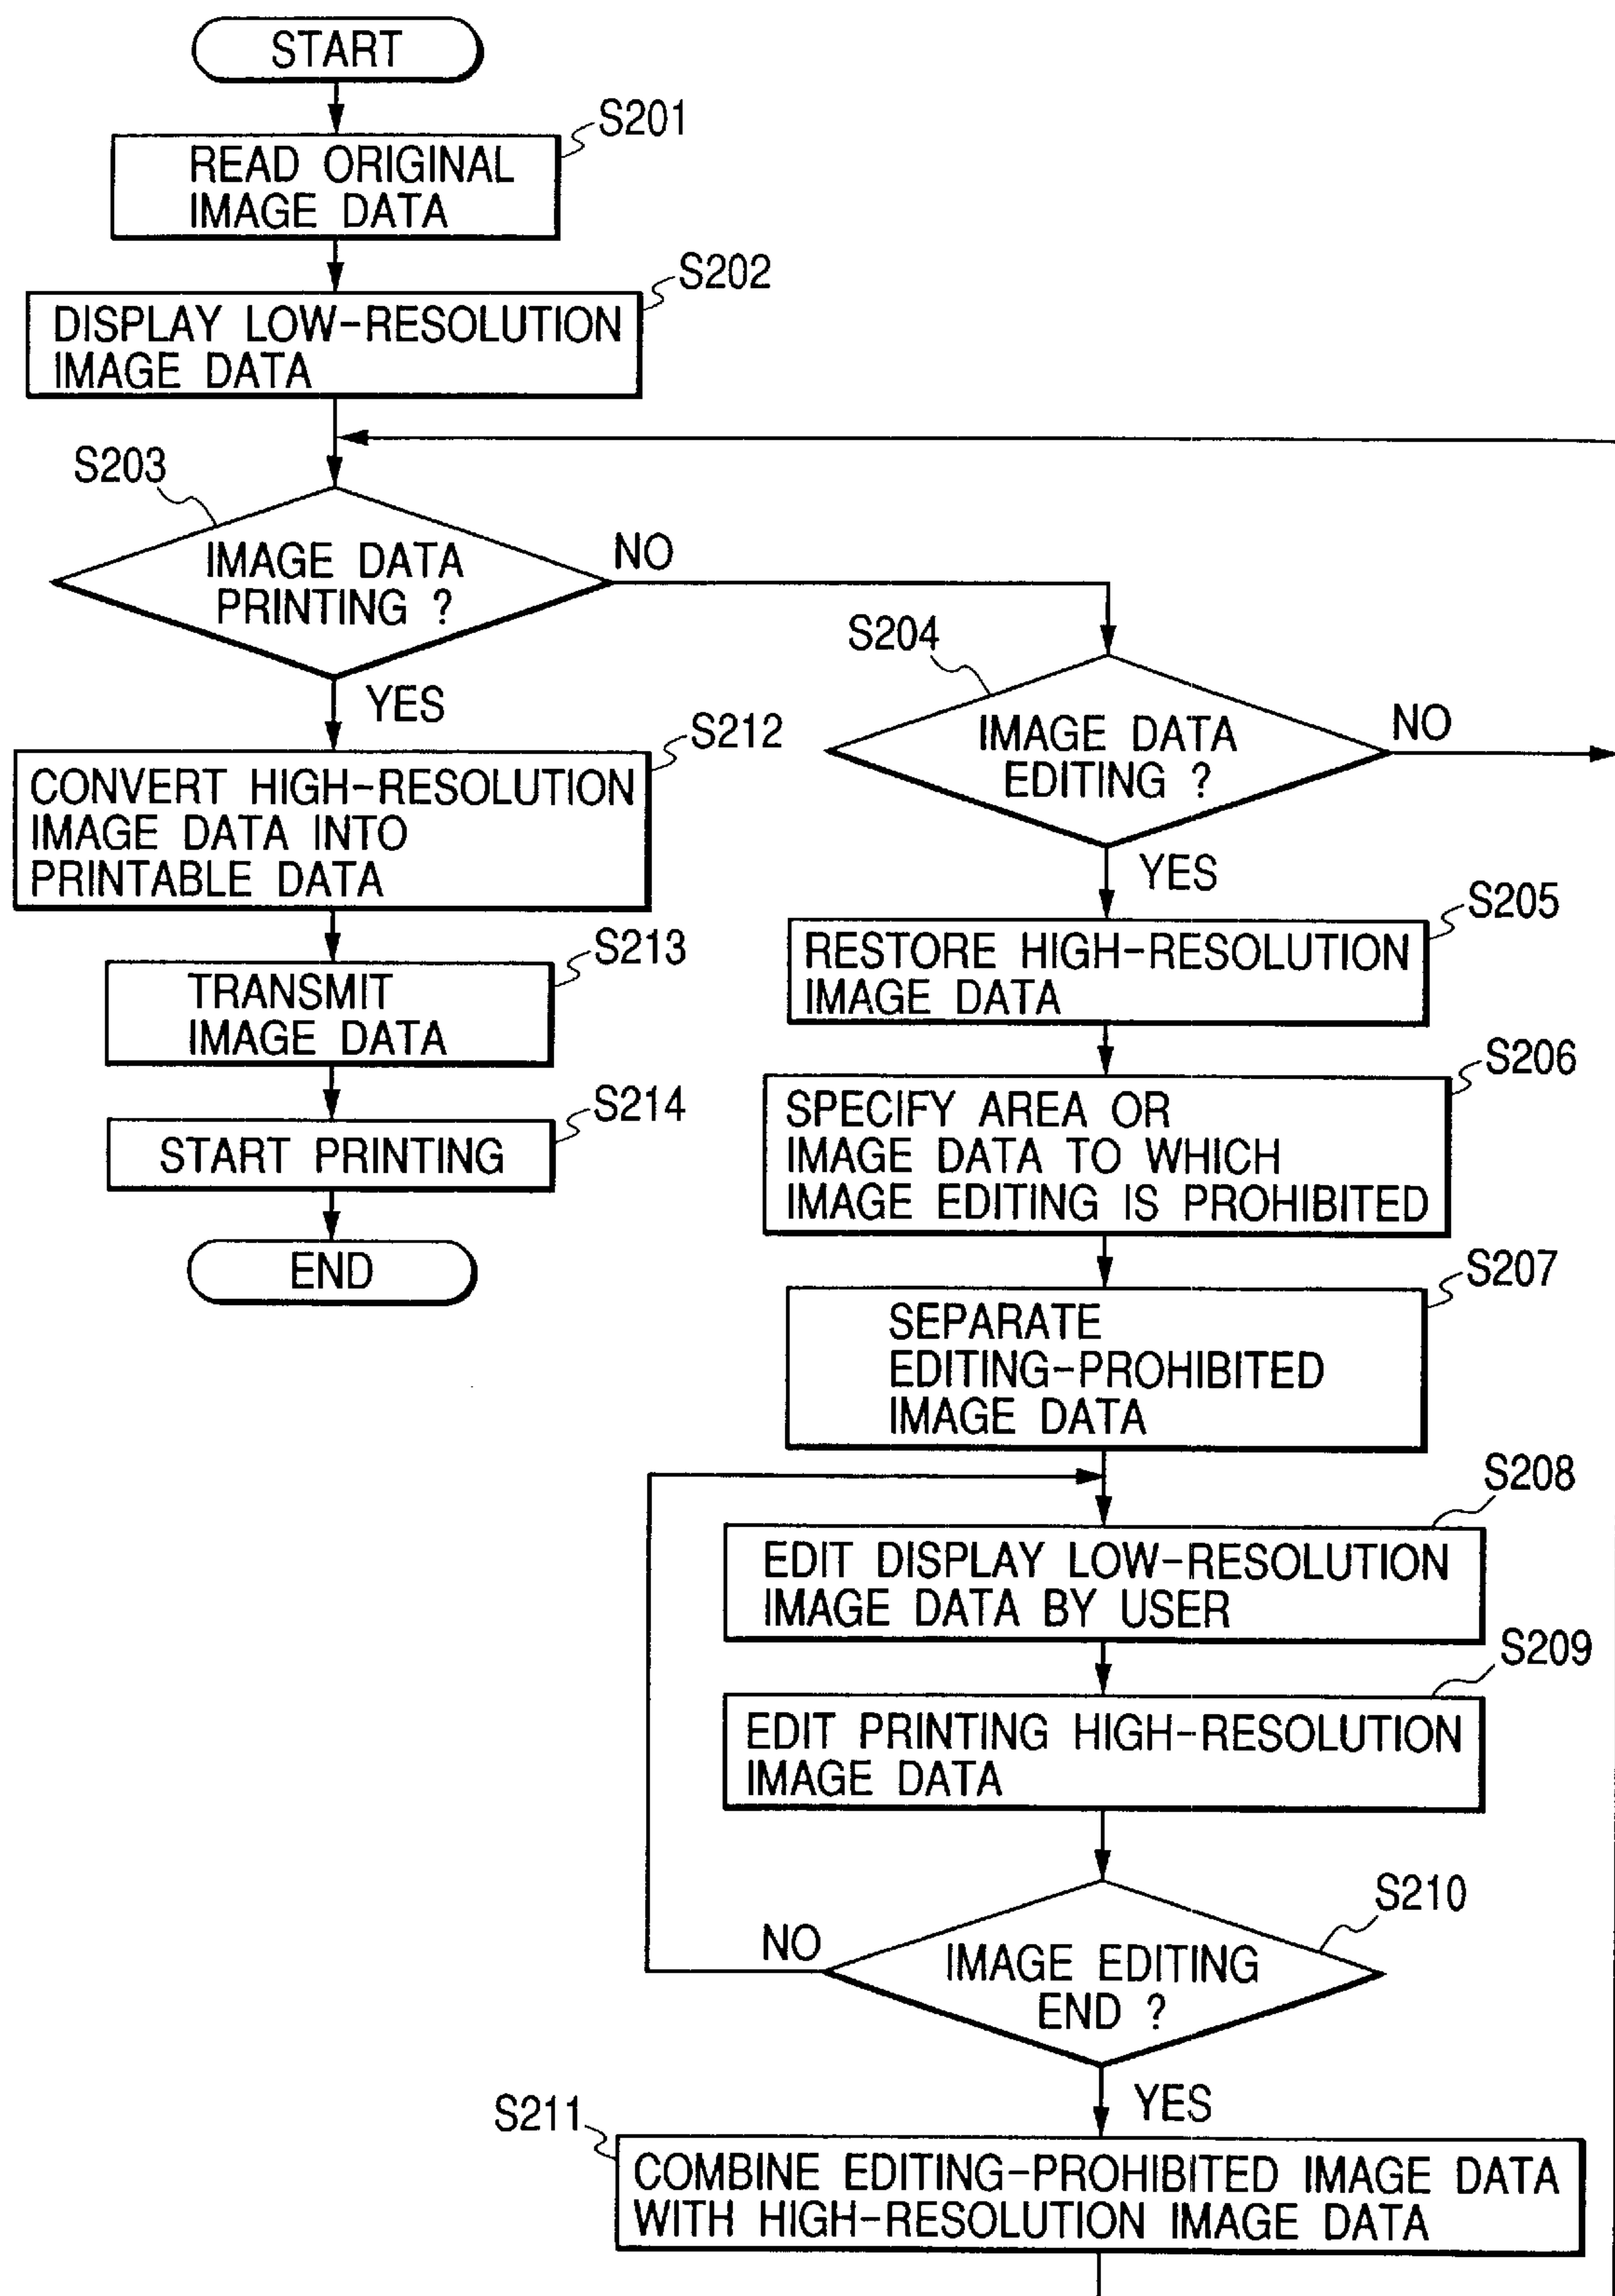 START
S201
READ ORIGINAL
IMAGE DATA
S202
DISPLAY LOW-RESOLUTION
IMAGE DATA
S203
IMAGE DATA
PRINTING ?
NO
YES
S212
CONVERT HIGH-RESOLUTION
IMAGE DATA INTO
PRINTABLE DATA
S213
TRANSMIT
IMAGE DATA
S214
START PRINTING
END
S204
IMAGE DATA
EDITING ?
NO
YES
S205
RESTORE HIGH-RESOLUTION
IMAGE DATA
S206
SPECIFY AREA OR
IMAGE DATA TO WHICH
IMAGE EDITING IS PROHIBITED
S207
SEPARATE
EDITING-PROHIBITED
IMAGE DATA
S208
EDIT DISPLAY LOW-RESOLUTION
IMAGE DATA BY USER
S209
EDIT PRINTING HIGH-RESOLUTION
IMAGE DATA
S210
IMAGE EDITING
END ?
NO
YES
S211
COMBINE EDITING-PROHIBITED IMAGE DATA
WITH HIGH-RESOLUTION IMAGE DATA